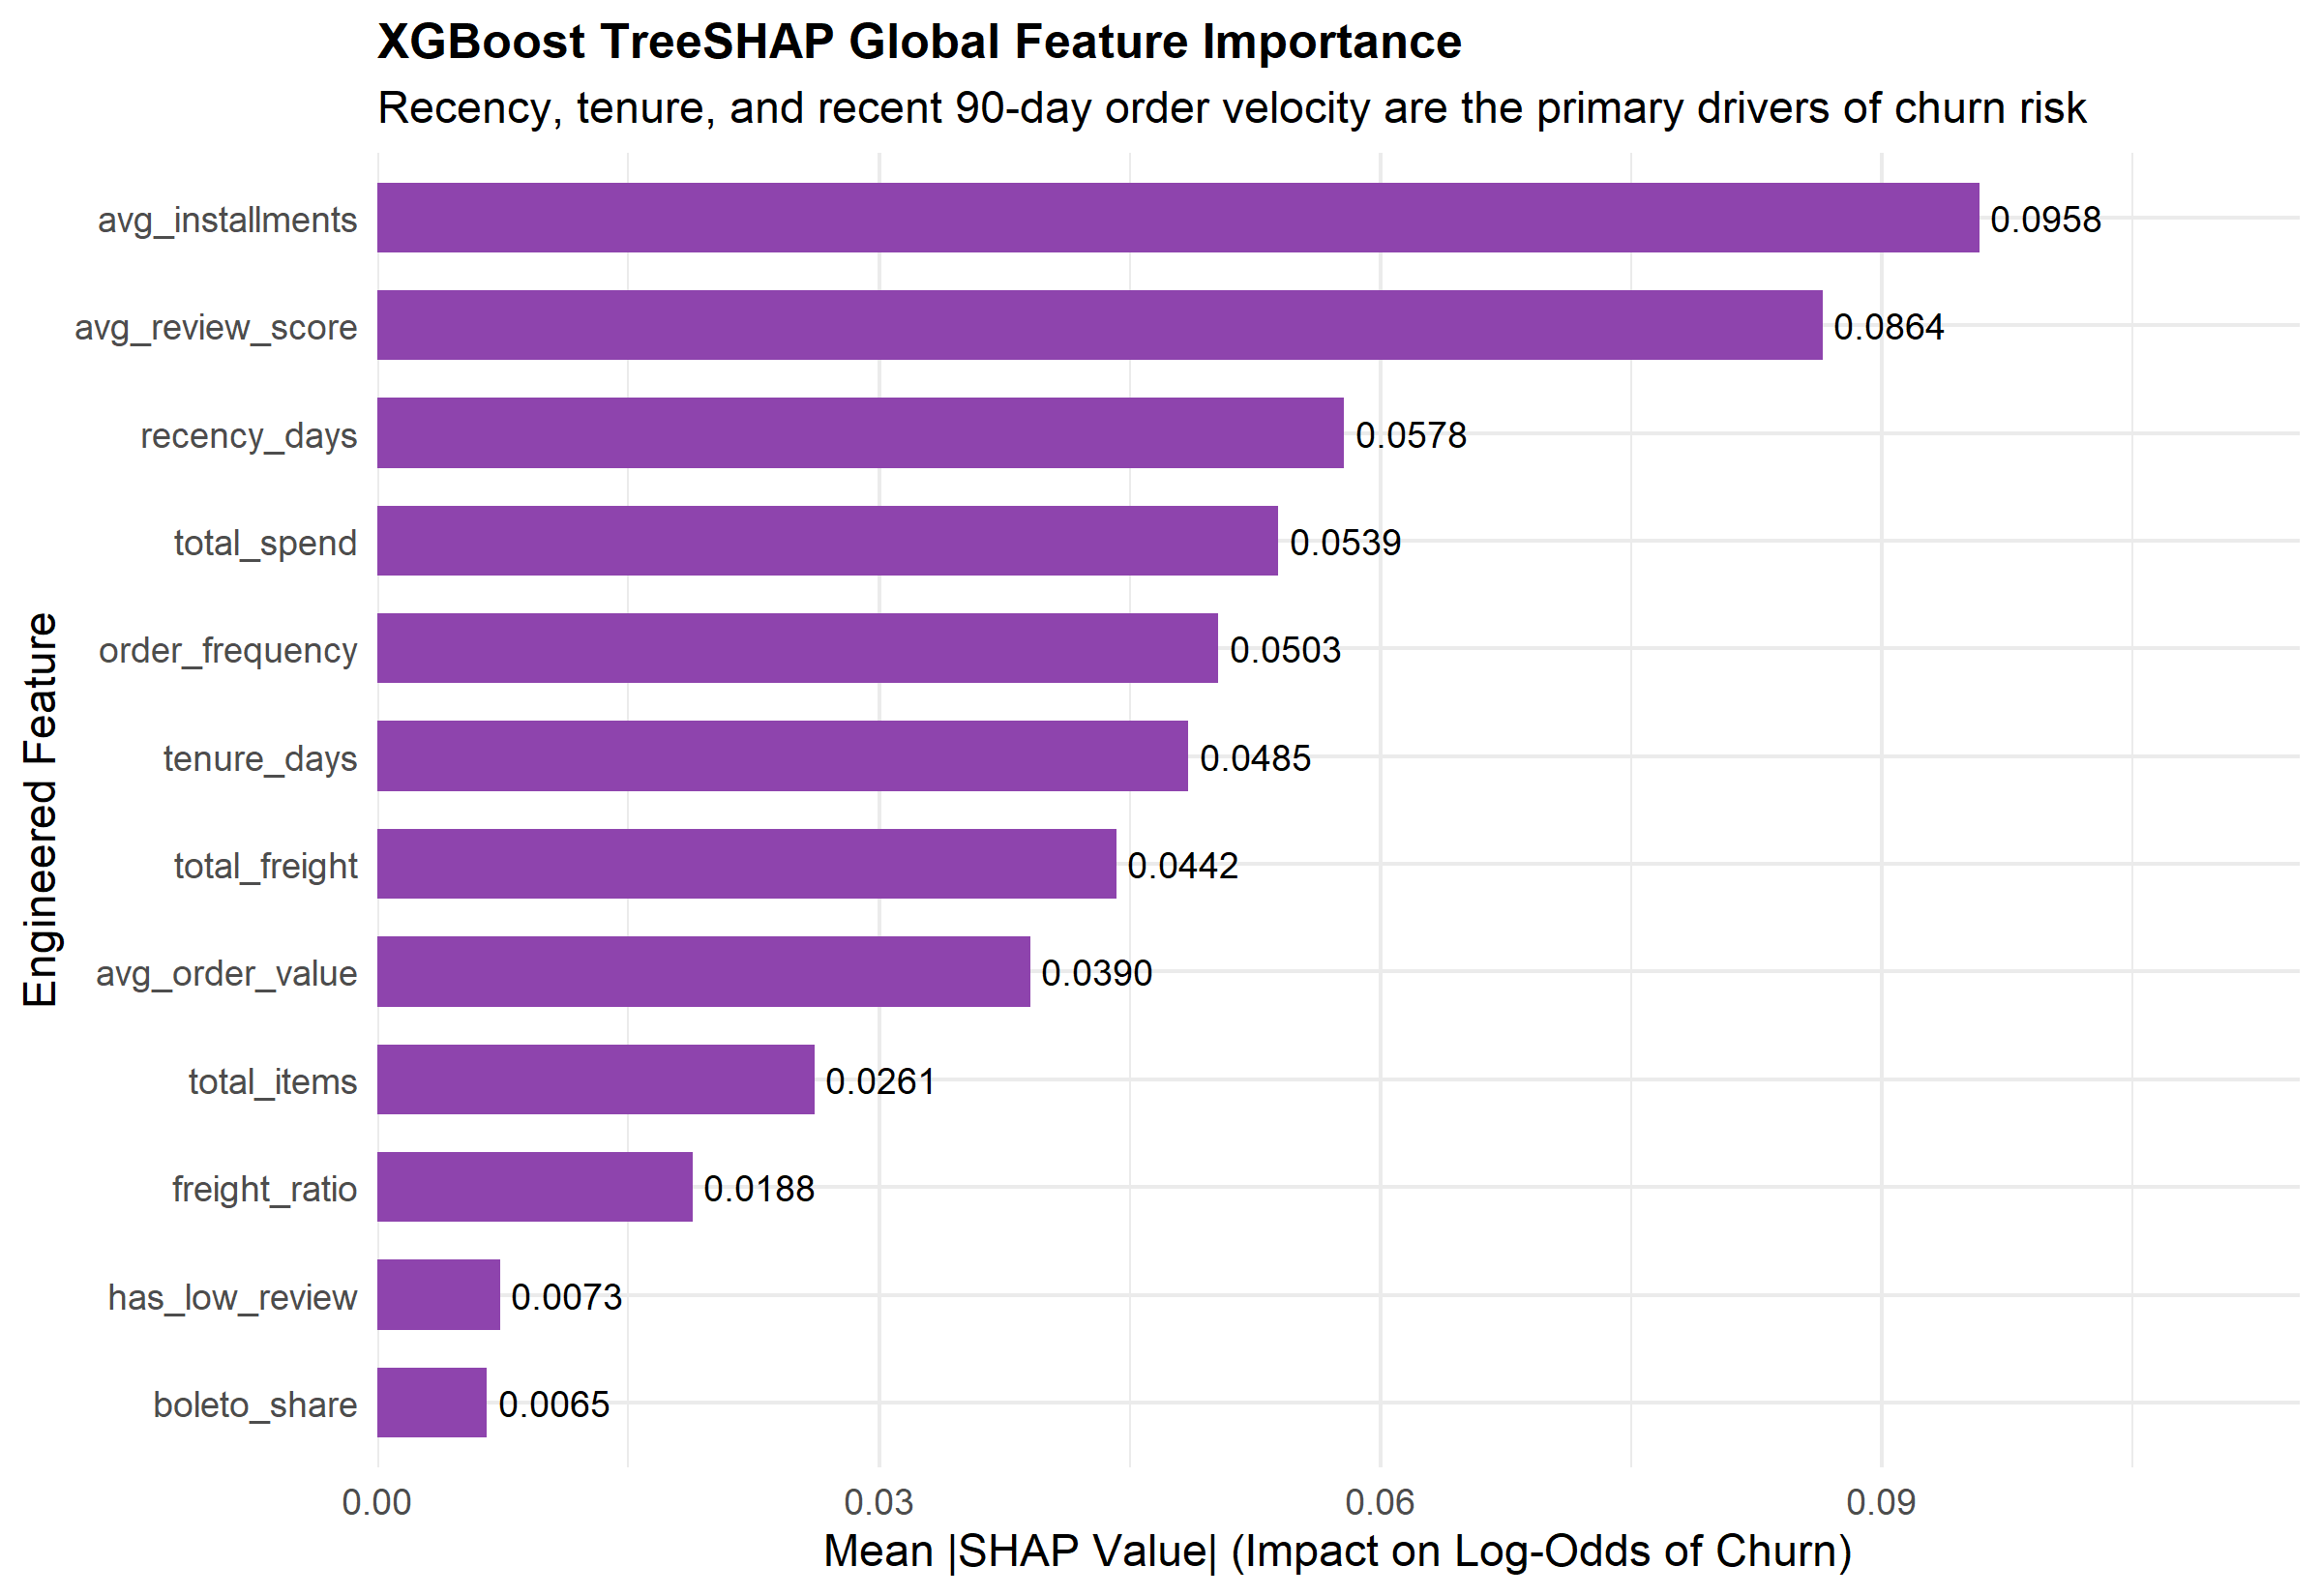 XGBoost TreeSHAP Global Feature Importance
Recency, tenure, and recent 90-day order velocity are the primary drivers of churn risk
Engineered Feature
avg_installments 0.0958
avg_review_score 0.0864
recency_days 0.0578
total_spend 0.0539
order_frequency 0.0503
tenure_days 0.0485
total_freight 0.0442
avg_order_value 0.0390
total_items 0.0261
freight_ratio 0.0188
has_low_review 0.0073
boleto_share 0.0065
0.00 0.03 0.06 0.09
Mean |SHAP Value| (Impact on Log-Odds of Churn)